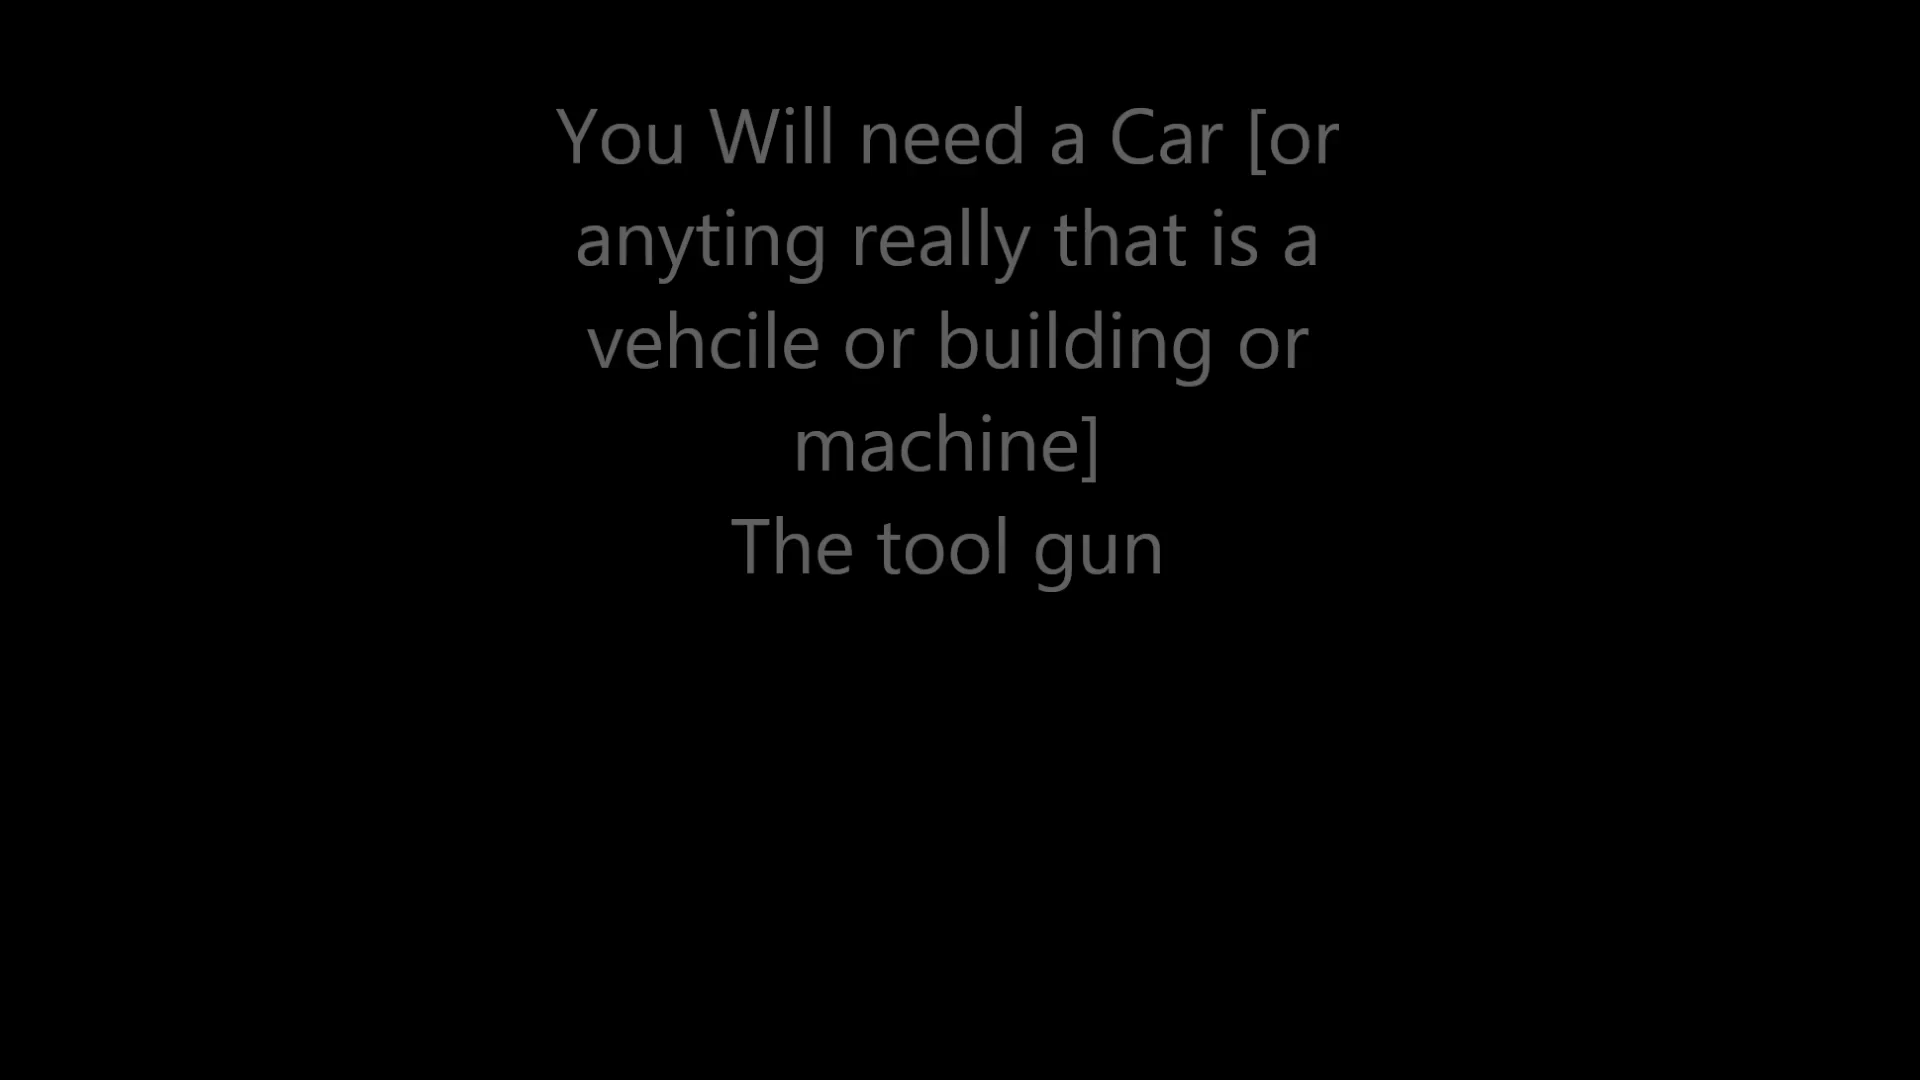 You Will need a Car [or
anyting really that is a
vehcile or building or
machine]
The tool gun